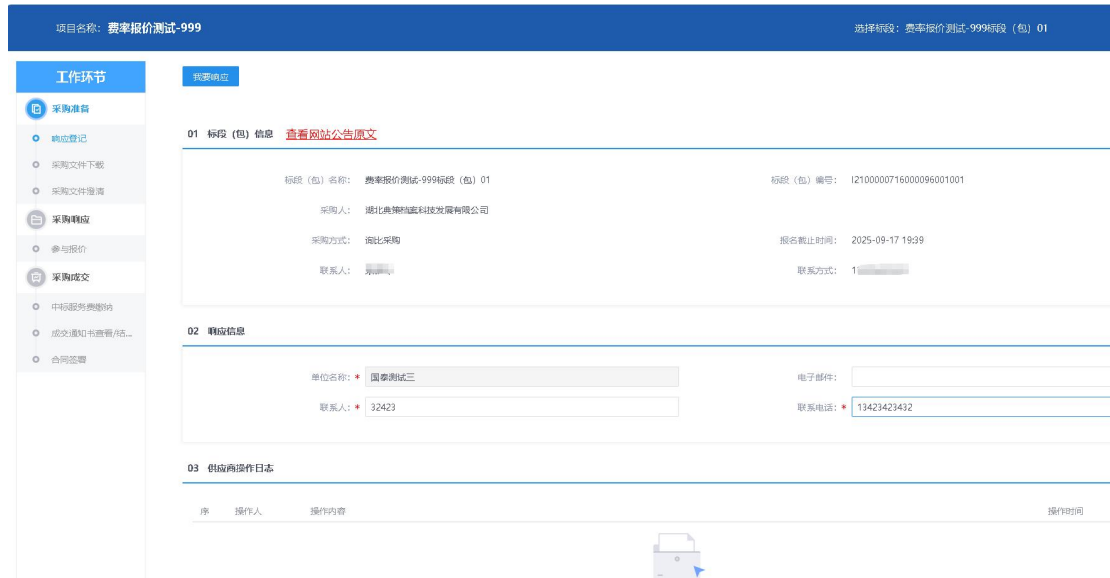 项目名称: 费率报价测试-999 选择标段: 费率报价测试-999标段（包）01
工作环节 我要响应
采购准备
响应登记
采购文件下载
采购文件澄清
采购响应
参与报价
采购成交
中标服务费缴纳
成交通知书查看/结...
合同签署
01 标段（包）信息 查看网站公告原文
标段（包）名称: 费率报价测试-999标段（包）01 标段（包）编号: I2100000716000096001001
采购人: 湖北典策档案科技发展有限公司
采购方式: 询比采购 报名截止时间: 2025-09-17 19:39
联系人: 联系方式: 1
02 响应信息
单位名称: * 国泰测试三 电子邮件:
联系人: * 32423 联系电话: * 13423423432
03 供应商操作日志
序 操作人 操作内容 操作时间